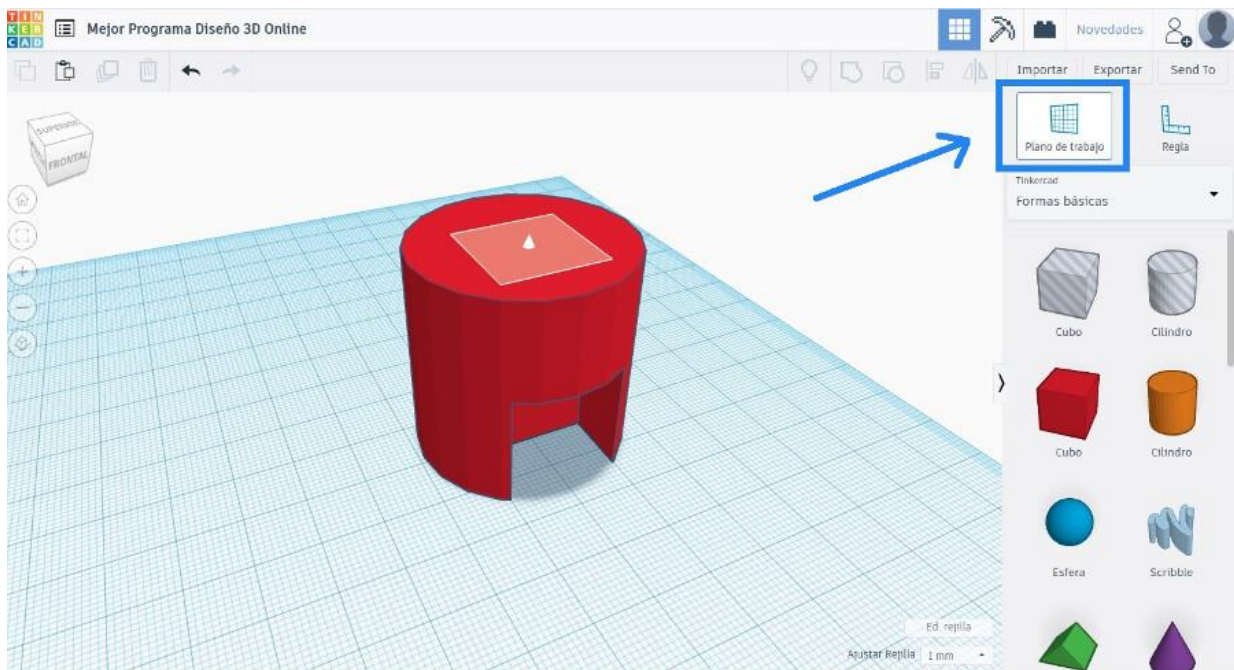 TIN
KER
CAD
Mejor Programa Diseño 3D Online
Novedades
Importar
Exportar
Send To
SUPERIOR
FRONTAL
Plano de trabajo
Regla
Tinkercad
Formas básicas
Cubo
Cilindro
Cubo
Cilindro
Esfera
Scribble
Ed. rejilla
Ajustar Rejilla
1 mm